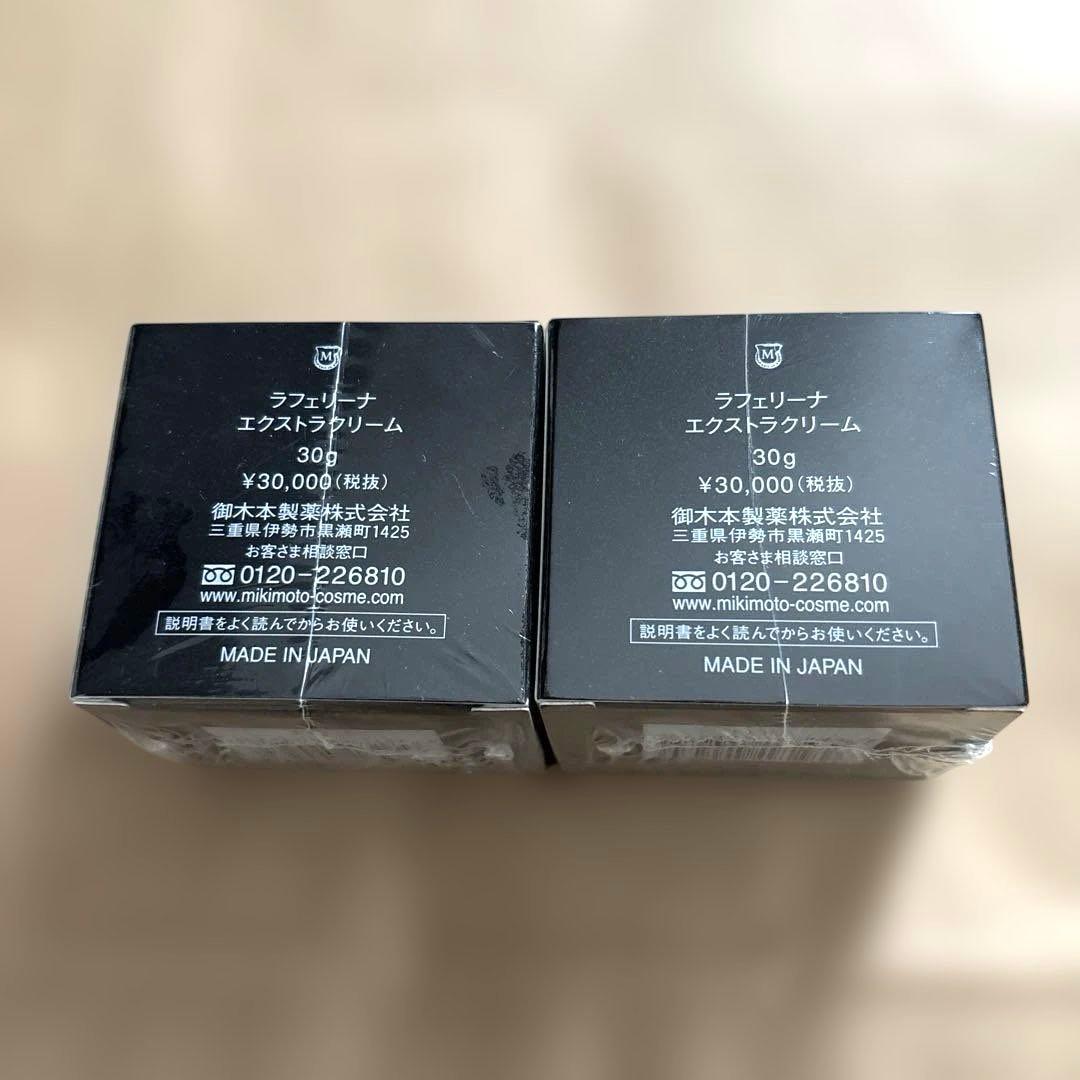 M
ラフェリーナ
エクストラクリーム
30g
¥30,000(税抜)
御木本製薬株式会社
三重県伊勢市黒瀬町1425
お客さま相談窓口
0120-226810
www.mikimoto-cosme.com
説明書をよく読んでからお使いください。
MADE IN JAPAN
M
ラフェリーナ
エクストラクリーム
30g
¥30,000(税抜)
御木本製薬株式会社
三重県伊勢市黒瀬町1425
お客さま相談窓口
0120-226810
www.mikimoto-cosme.com
説明書をよく読んでからお使いください。
MADE IN JAPAN